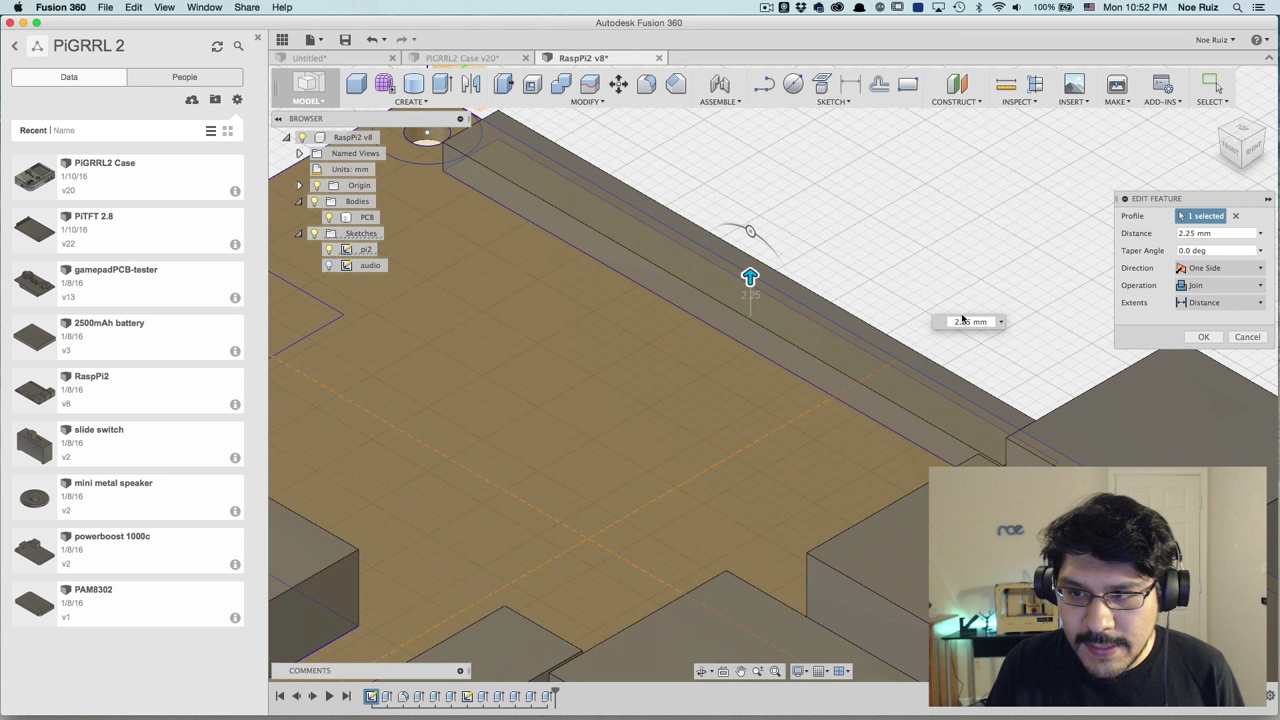 Fusion 360 File Edit View Window Share Help
100% Mon 10:52 Noe Ruiz
Autodesk Fusion 360
PiGRRL 2
Noe Ruiz
Data People
Untitled* PiGRRL2 Case v20* RaspPi2 v8*
MODEL CREATE MODIFY ASSEMBLE SKETCH CONSTRUCT INSPECT INSERT MAKE ADD-INS SELECT
BROWSER
RaspPi2 v8
Named Views
Units: mm
Origin
Bodies
PCB
Sketches
pi2
audio
Recent | Name
PiGRRL2 Case
1/10/16
v20
PiTFT 2.8
1/10/16
v22
gamepadPCB-tester
1/10/16
v13
2500mAh battery
1/8/16
v3
RaspPi2
1/8/16
v8
slide switch
1/8/16
mini metal speaker
1/8/16
v2
powerboost 1000c
1/8/16
v2
PAM8302
1/8/16
v1
FRONT RIGHT
2.25
mm
EDIT FEATURE
Profile 1 selected
Distance 2.25 mm
Taper Angle 0.0 deg
Direction One Side
Operation Join
Extents Distance
OK Cancel
noe
COMMENTS